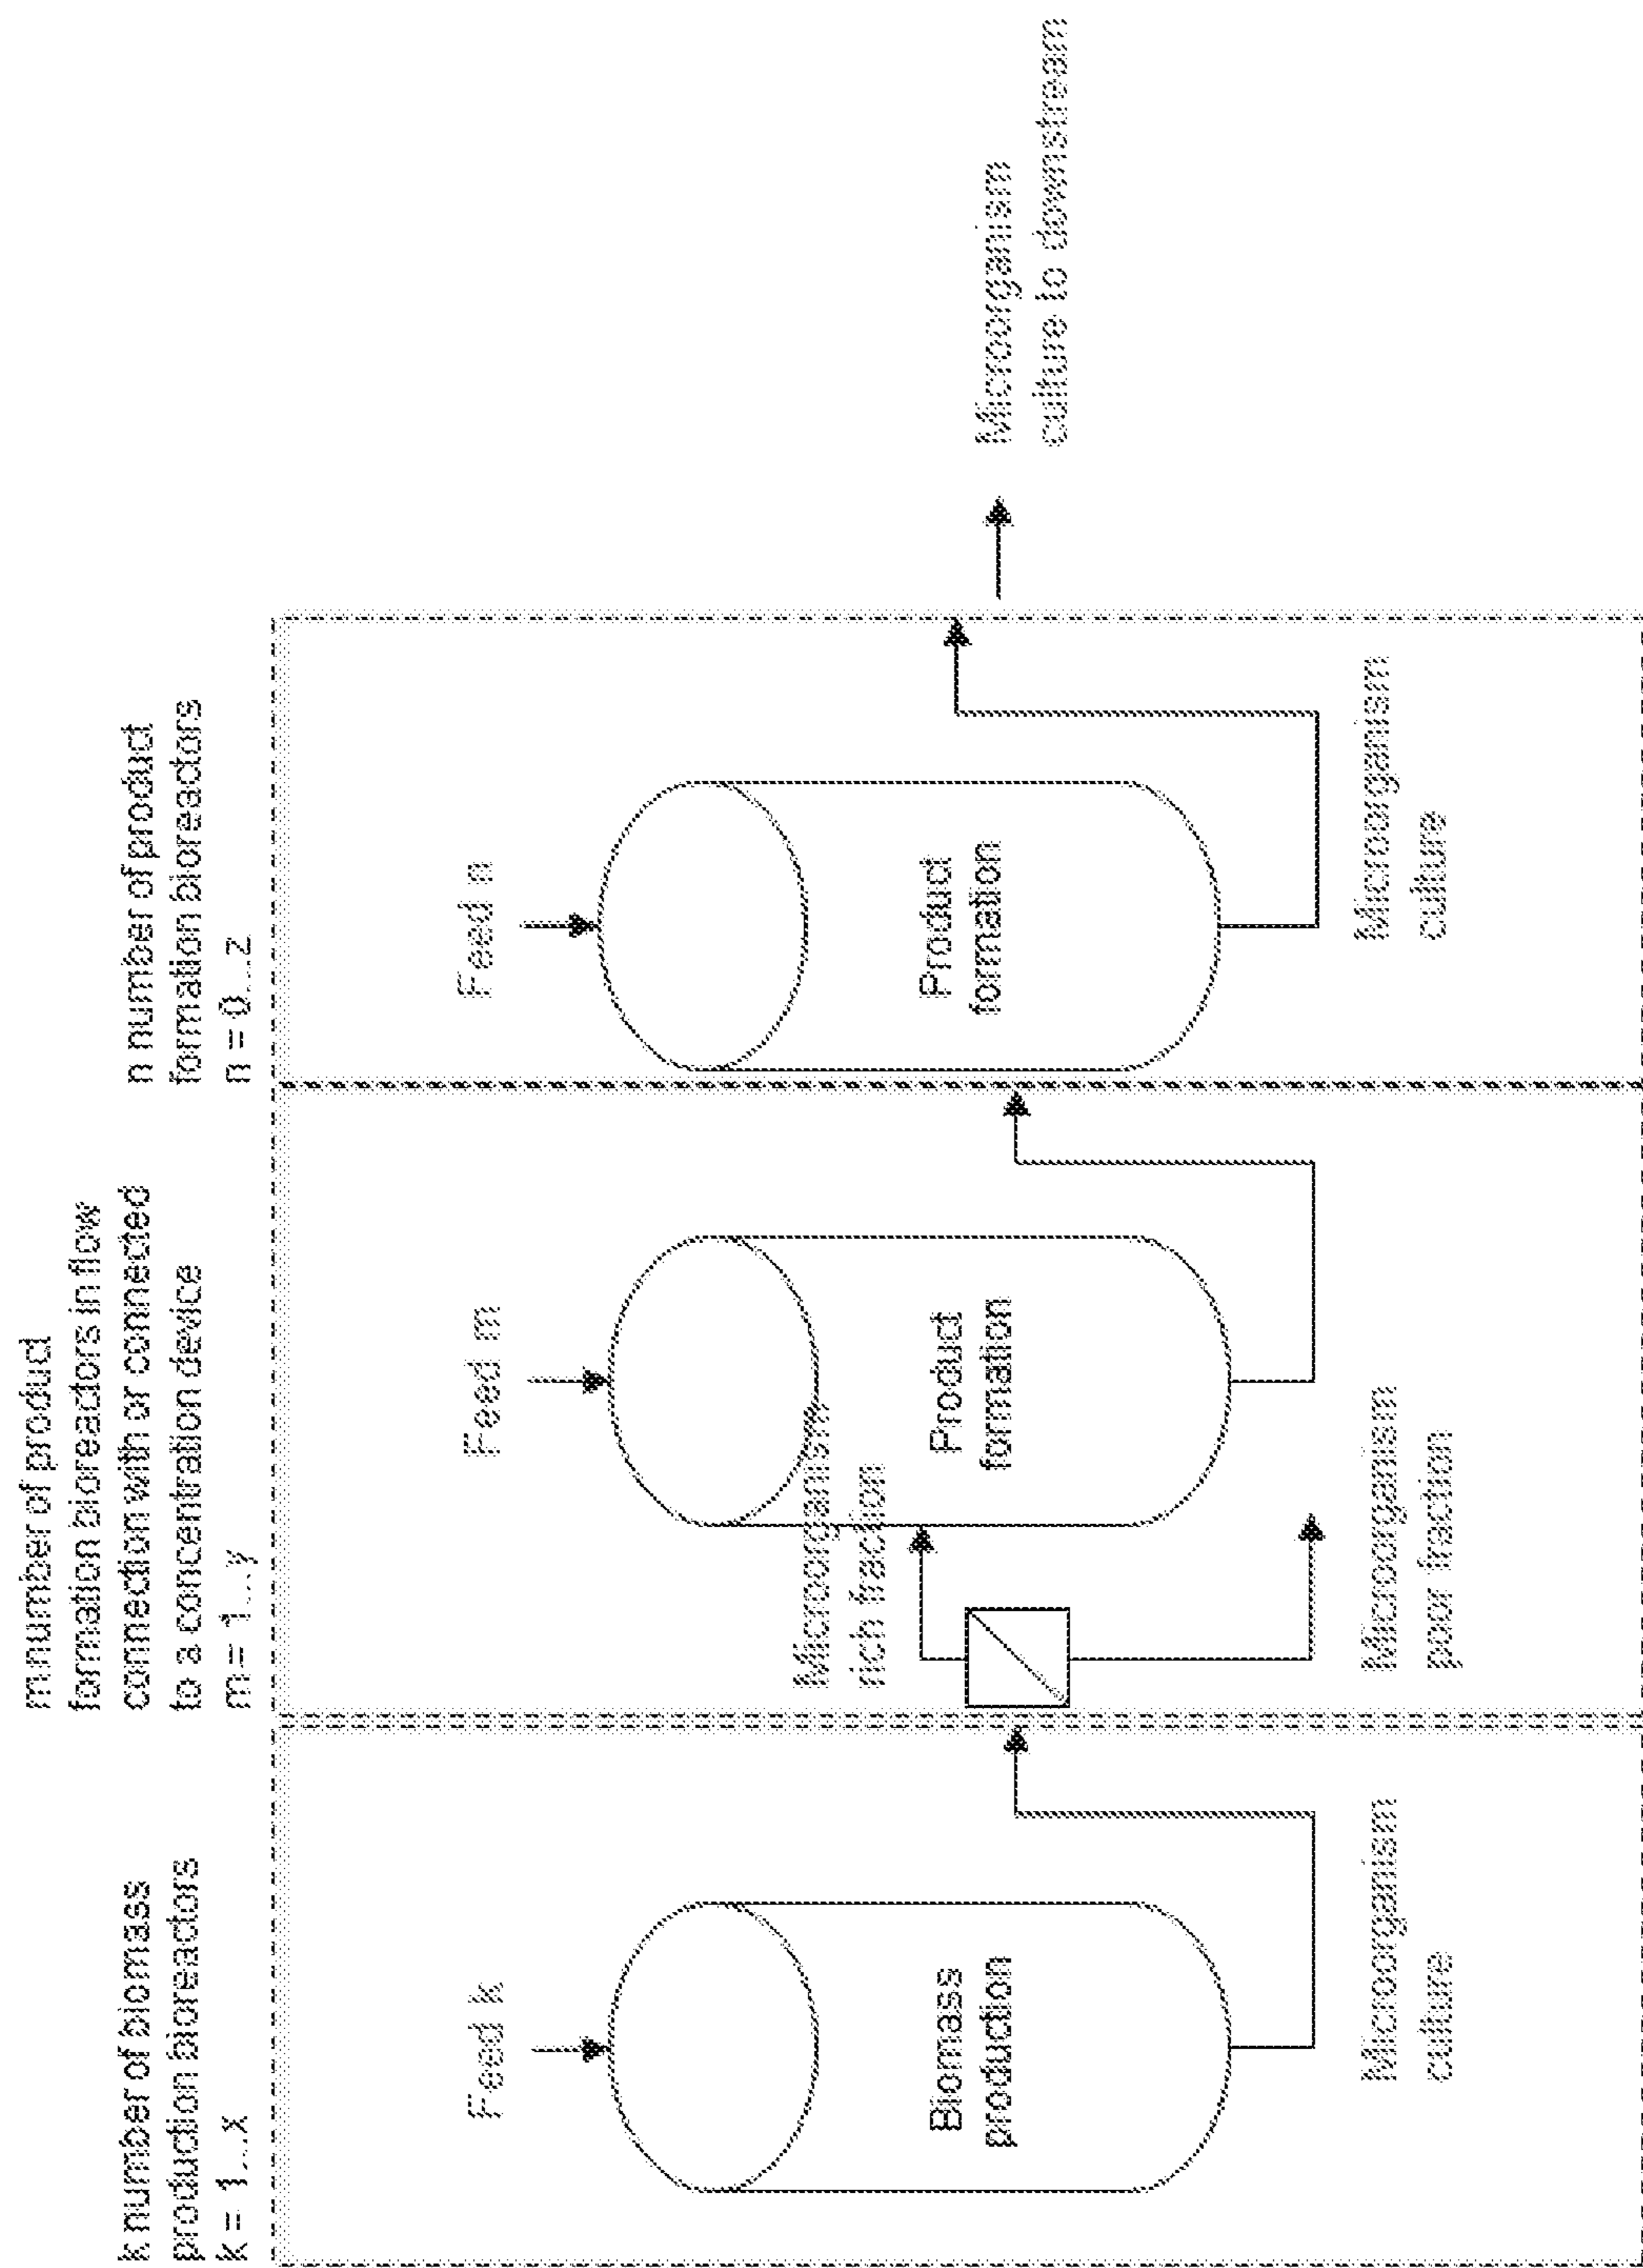 k number of biomass
production bioreactors
k = 1...x
m number of product
formation bioreactors in flow
connection with or connected
to a concentration device
m = 1...y
n number of product
formation bioreactors
n = 0...z
Feed k
Feed m
Feed n
Biomass
production
Microorganism
rich fraction
Product
formation
Product
formation
Microorganism
culture
Microorganism
poor fraction
Microorganism
culture
Microorganism
culture to downstream